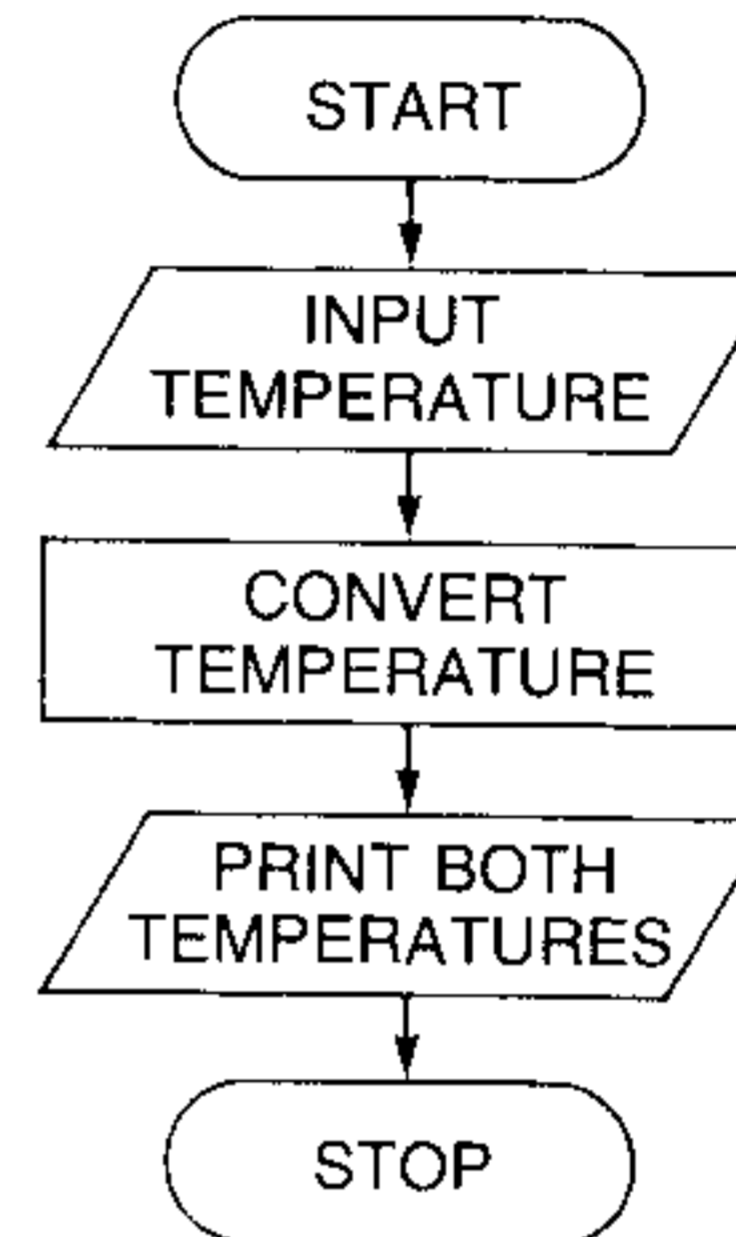 START
INPUT
TEMPERATURE
CONVERT
TEMPERATURE
PRINT BOTH
TEMPERATURES
STOP